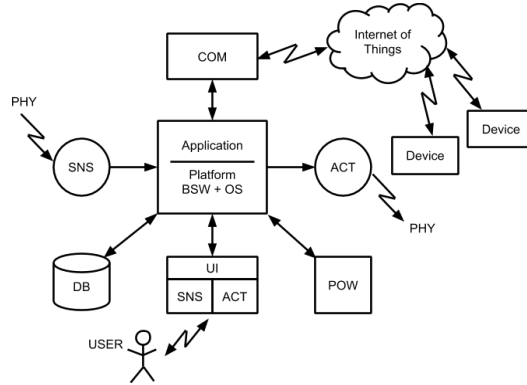 Internet of
Things
COM
PHY
Device
Application
Device
SNS
Platform
BSW + OS
ACT
PHY
UI
DB
SNS
ACT
POW
USER